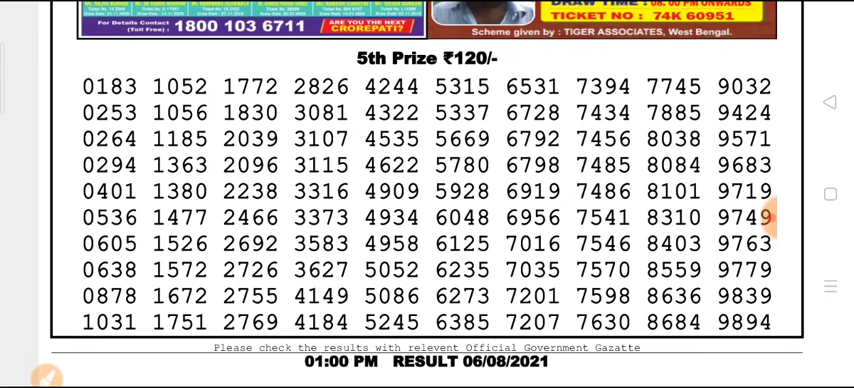 DRAW TIME : 08:00 PM ONWARDS
TICKET NO : 74K 60951
For Details Contact (Toll Free) : 1800 103 6711
ARE YOU THE NEXT CROREPATI?
Scheme given by : TIGER ASSOCIATES, West Bengal.
5th Prize ₹120/-
0183 1052 1772 2826 4244 5315 6531 7394 7745 9032
0253 1056 1830 3081 4322 5337 6728 7434 7885 9424
0264 1185 2039 3107 4535 5669 6792 7456 8038 9571
0294 1363 2096 3115 4622 5780 6798 7485 8084 9683
0401 1380 2238 3316 4909 5928 6919 7486 8101 9719
0536 1477 2466 3373 4934 6048 6956 7541 8310 9749
0605 1526 2692 3583 4958 6125 7016 7546 8403 9763
0638 1572 2726 3627 5052 6235 7035 7570 8559 9779
0878 1672 2755 4149 5086 6273 7201 7598 8636 9839
1031 1751 2769 4184 5245 6385 7207 7630 8684 9894
Please check the results with relevent Official Government Gazatte
01:00 PM RESULT 06/08/2021